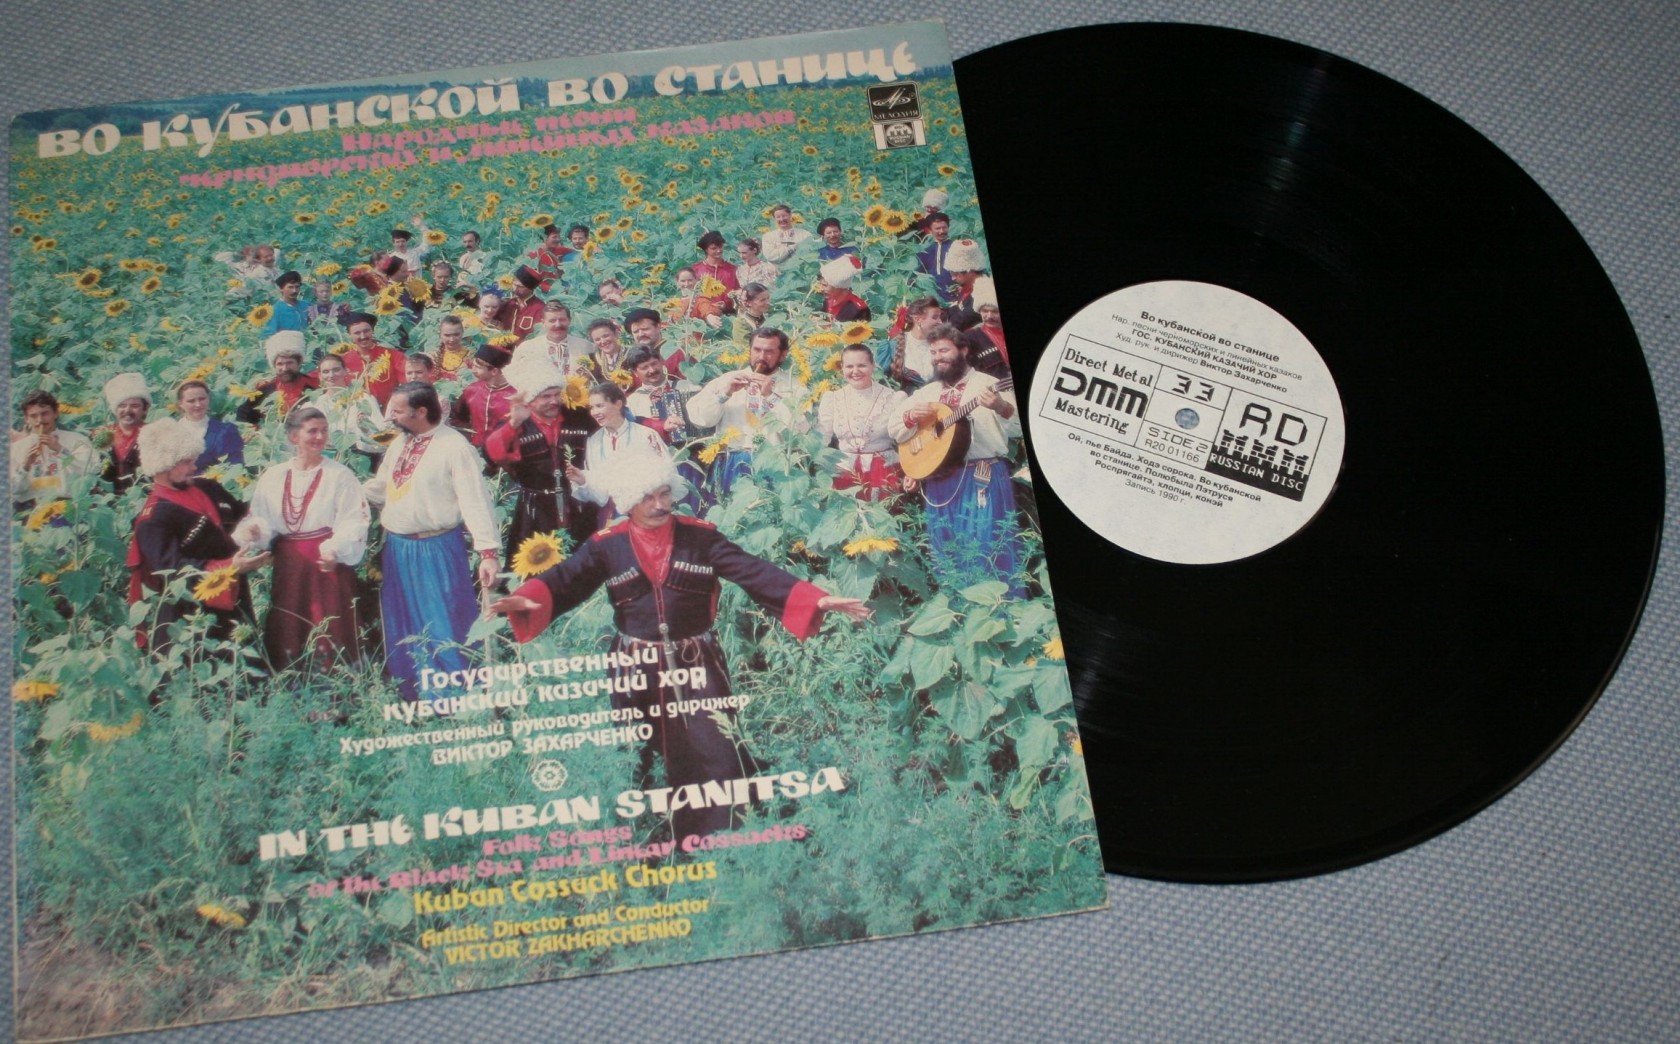 ВО КУБАНСКОЙ ВО СТАНИЦЕ
Народные песни
черноморских и линейных казаков
МЕЛОДИЯ
Государственный
кубанский казачий хор
Художественный руководитель и дирижер
ВИКТОР ЗАХАРЧЕНКО
IN THE KUBAN STANITSA
Folk Songs
of the Black Sea and Linear Cossacks
Kuban Cossack Chorus
Artistic Director and Conductor
VICTOR ZAKHARCHENKO
Во кубанской во станице
Нар. песни черноморских и линейных казаков
ГОС. КУБАНСКИЙ КАЗАЧИЙ ХОР
Худ. рук. и дирижер Виктор Захарченко
Direct Metal
DMM
Mastering
33
SIDE 2
R20 01166
RD
RUSSIAN DISC
Ой, пье Байда. Ходэ сорока. Во кубанской
во станице. Полюбыла Пэтруся
Роспрягайтэ, хлопци, конэй
Запись 1990 г.